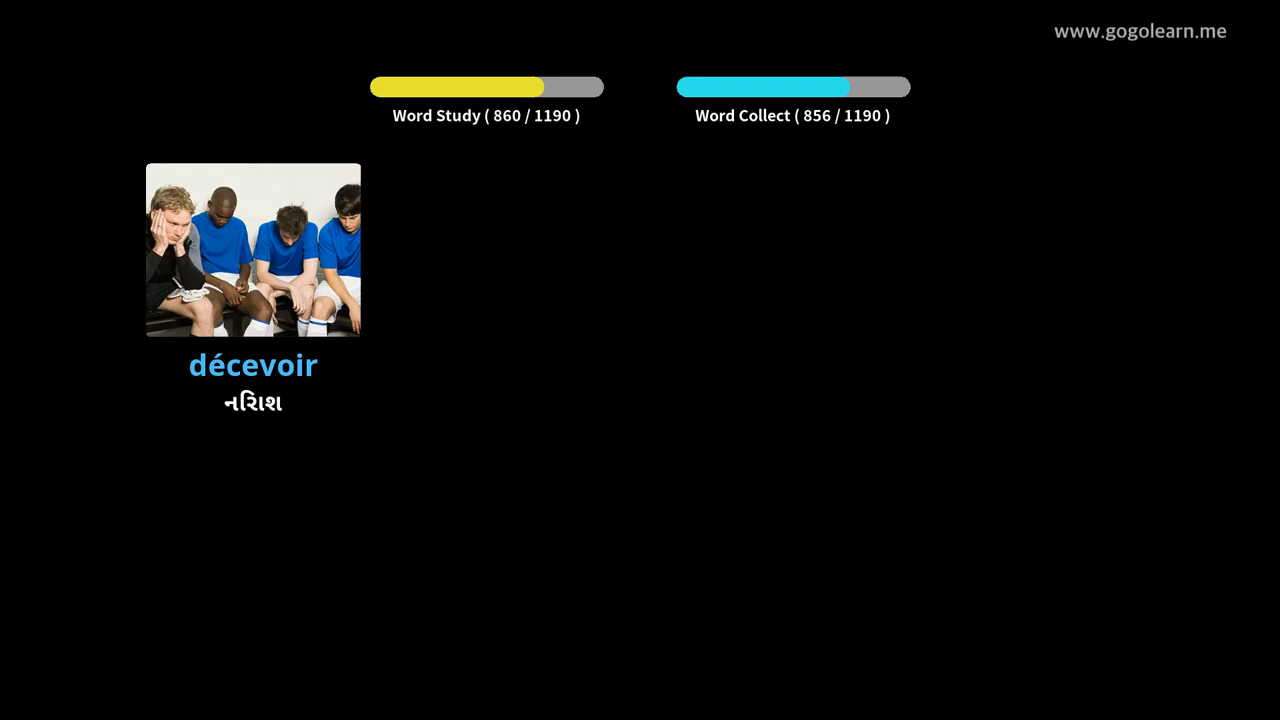 www.gogolearn.me
Word Study ( 860 / 1190 )
Word Collect ( 856 / 1190 )
décevoir
નિરાશ